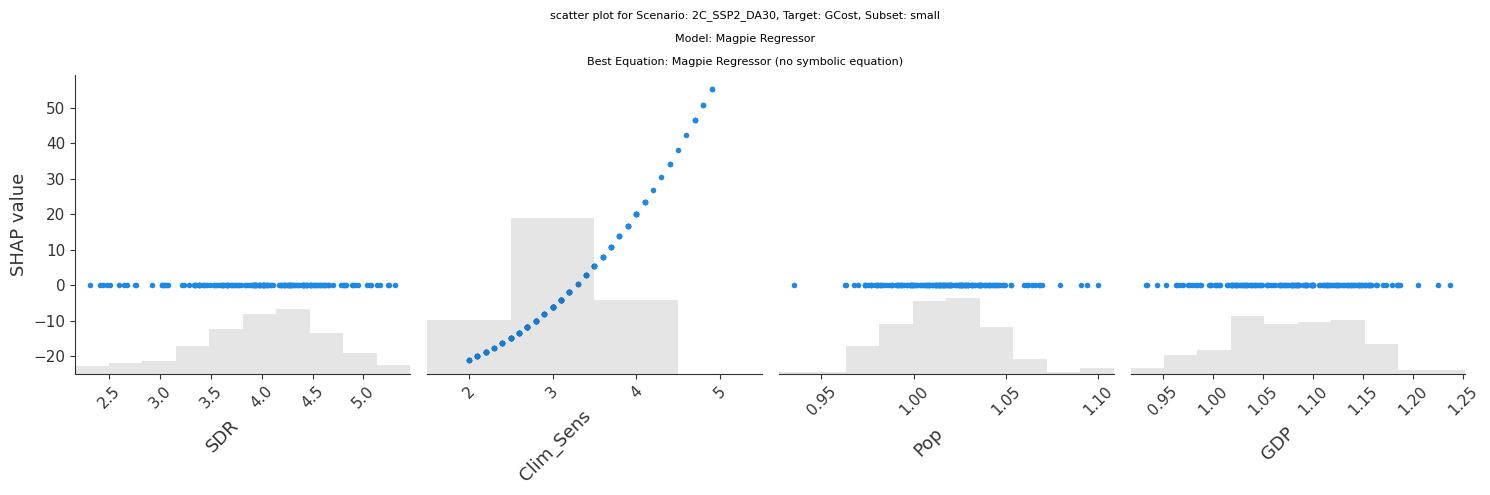 scatter plot for Scenario: 2C_SSP2_DA30, Target: GCost, Subset: small
Model: Magpie Regressor
Best Equation: Magpie Regressor (no symbolic equation)
SHAP value
50
40
30
20
10
0
−10
−20
2.5 3.0 3.5 4.0 4.5 5.0
SDR
2 3 4 5
Clim_Sens
0.95 1.00 1.05 1.10
Pop
0.95 1.00 1.05 1.10 1.15 1.20 1.25
GDP